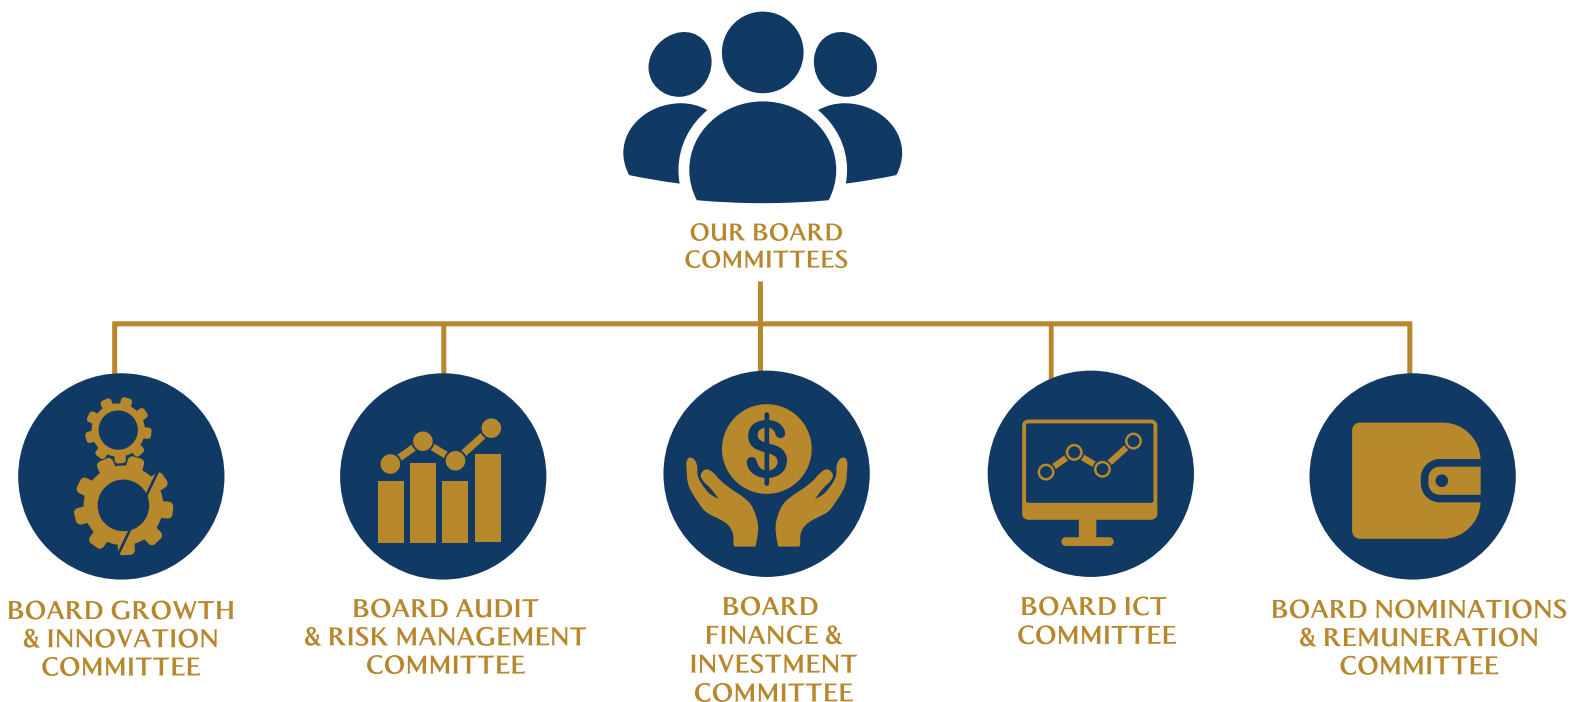 OUR BOARD
COMMITTEES
BOARD GROWTH
& INNOVATION
COMMITTEE
BOARD AUDIT
& RISK MANAGEMENT
COMMITTEE
$
BOARD
FINANCE &
INVESTMENT
COMMITTEE
BOARD ICT
COMMITTEE
BOARD NOMINATIONS
& REMUNERATION
COMMITTEE